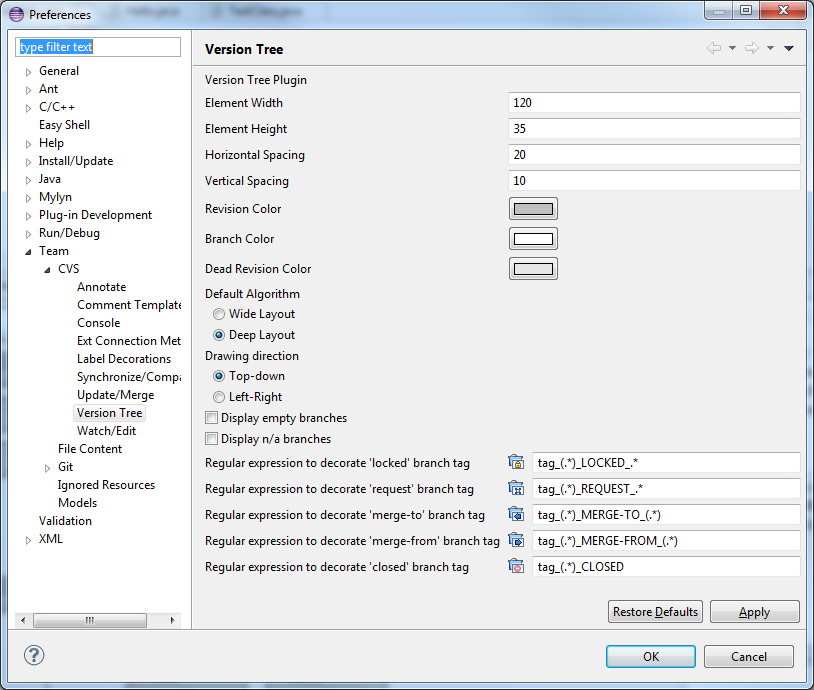 Preferences
type filter text
General
Ant
C/C++
Easy Shell
Help
Install/Update
Java
Mylyn
Plug-in Development
Run/Debug
Team
CVS
Annotate
Comment Template
Console
Ext Connection Met
Label Decorations
Synchronize/Compa
Update/Merge
Version Tree
Watch/Edit
File Content
Git
Ignored Resources
Models
Validation
XML
Version Tree
Version Tree Plugin
Element Width 120
Element Height 35
Horizontal Spacing 20
Vertical Spacing 10
Revision Color
Branch Color
Dead Revision Color
Default Algorithm
Wide Layout
Deep Layout
Drawing direction
Top-down
Left-Right
Display empty branches
Display n/a branches
Regular expression to decorate 'locked' branch tag tag_(.*)_LOCKED_.*
Regular expression to decorate 'request' branch tag tag_(.*)_REQUEST_.*
Regular expression to decorate 'merge-to' branch tag tag_(.*)_MERGE-TO_(.*)
Regular expression to decorate 'merge-from' branch tag tag_(.*)_MERGE-FROM_(.*)
Regular expression to decorate 'closed' branch tag tag_(.*)_CLOSED
Restore Defaults Apply
OK Cancel